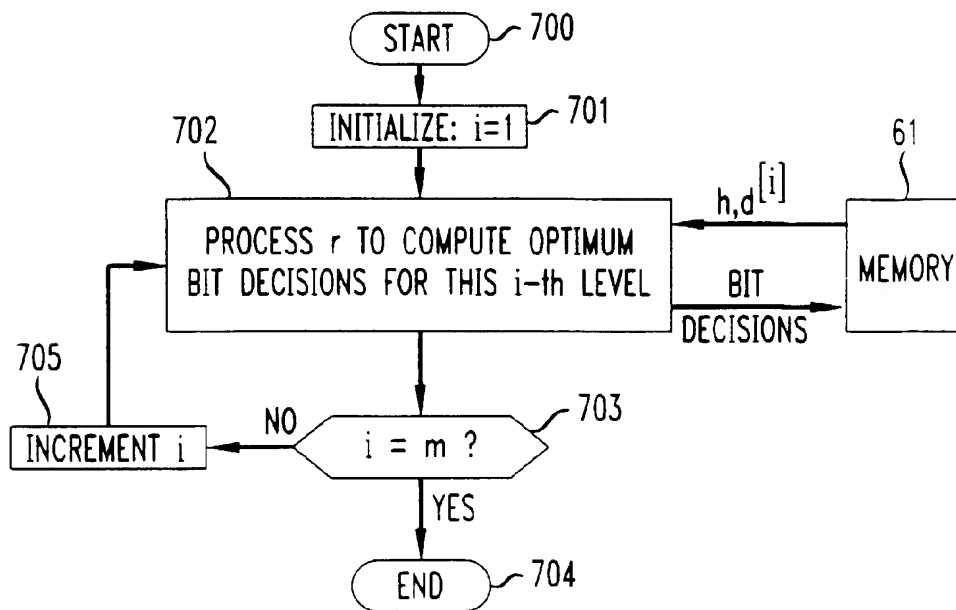 START
700
INITIALIZE: i=1
701
702
61
h,d[i]
PROCESS r TO COMPUTE OPTIMUM
BIT DECISIONS FOR THIS i-th LEVEL
MEMORY
BIT
DECISIONS
705
NO
703
INCREMENT i
i = m ?
YES
END
704